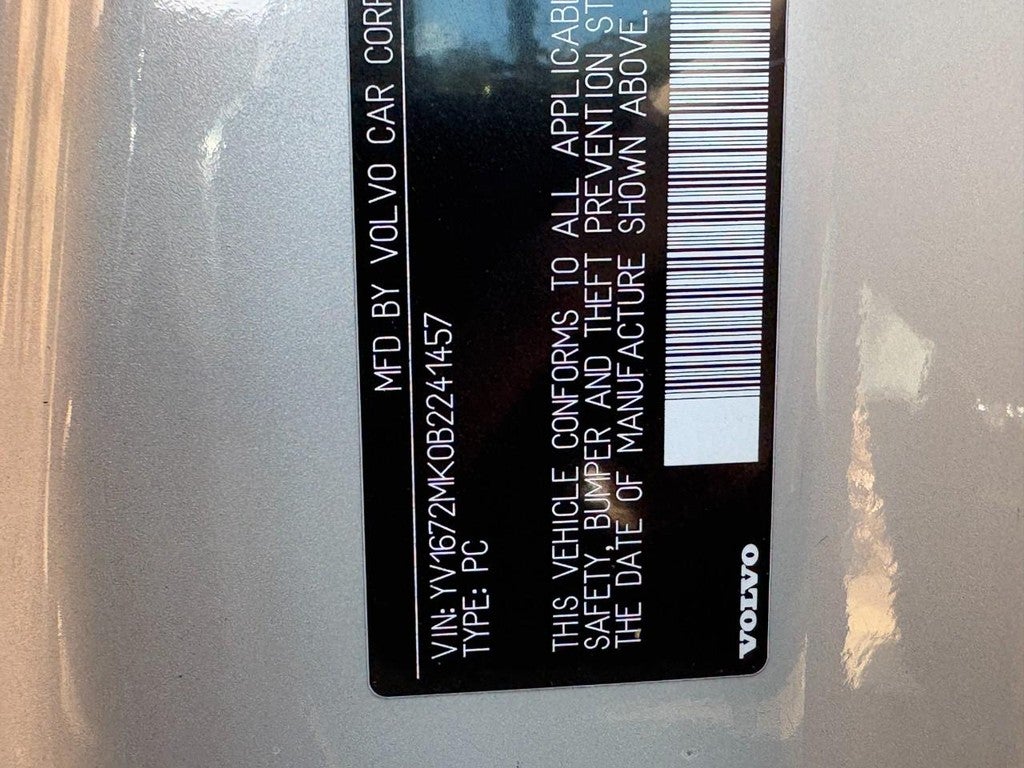 MFD BY VOLVO CAR CORP
VIN: YV1672MK0B2241457
TYPE: PC
THIS VEHICLE CONFORMS TO ALL APPLICABL
SAFETY, BUMPER AND THEFT PREVENTION ST
THE DATE OF MANUFACTURE SHOWN ABOVE.
VOLVO